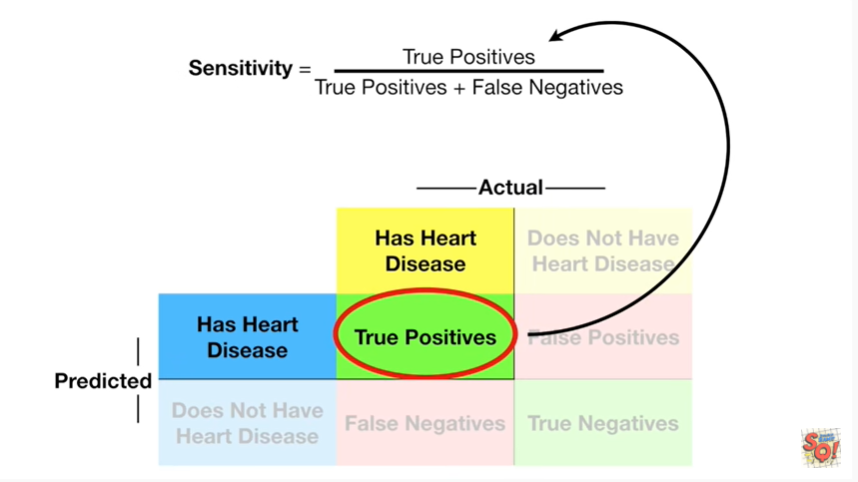 True Positives
Sensitivity =
True Positives + False Negatives
Actual
Has Heart
Disease
Does Not Have
Heart Disease
Has Heart
Disease
True Positives
False Positives
Predicted
Does Not Have
Heart Disease
False Negatives
True Negatives
SQ!